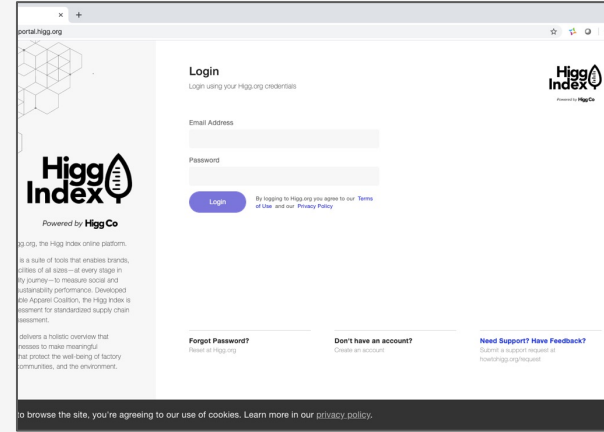 portal.higg.org
Login
Login using your Higg.org credentials
Higg
Index
Powered by Higg Co
Email Address
Password
Login
By logging to Higg.org you agree to our Terms
of Use and our Privacy Policy
Higg
Index
Powered by Higg Co
gg.org, the Higg Index online platform.
is a suite of tools that enables brands,
cilities of all sizes—at every stage in
ity journey—to measure social and
sustainability performance. Developed
ble Apparel Coalition, the Higg Index is
essment for standardized supply chain
ssessment.
delivers a holistic overview that
nesses to make meaningful
hat protect the well-being of factory
communities, and the environment.
Forgot Password?
Reset at Higg.org
Don't have an account?
Create an account
Need Support? Have Feedback?
Submit a support request at
howtohigg.org/request
to browse the site, you're agreeing to our use of cookies. Learn more in our privacy policy.